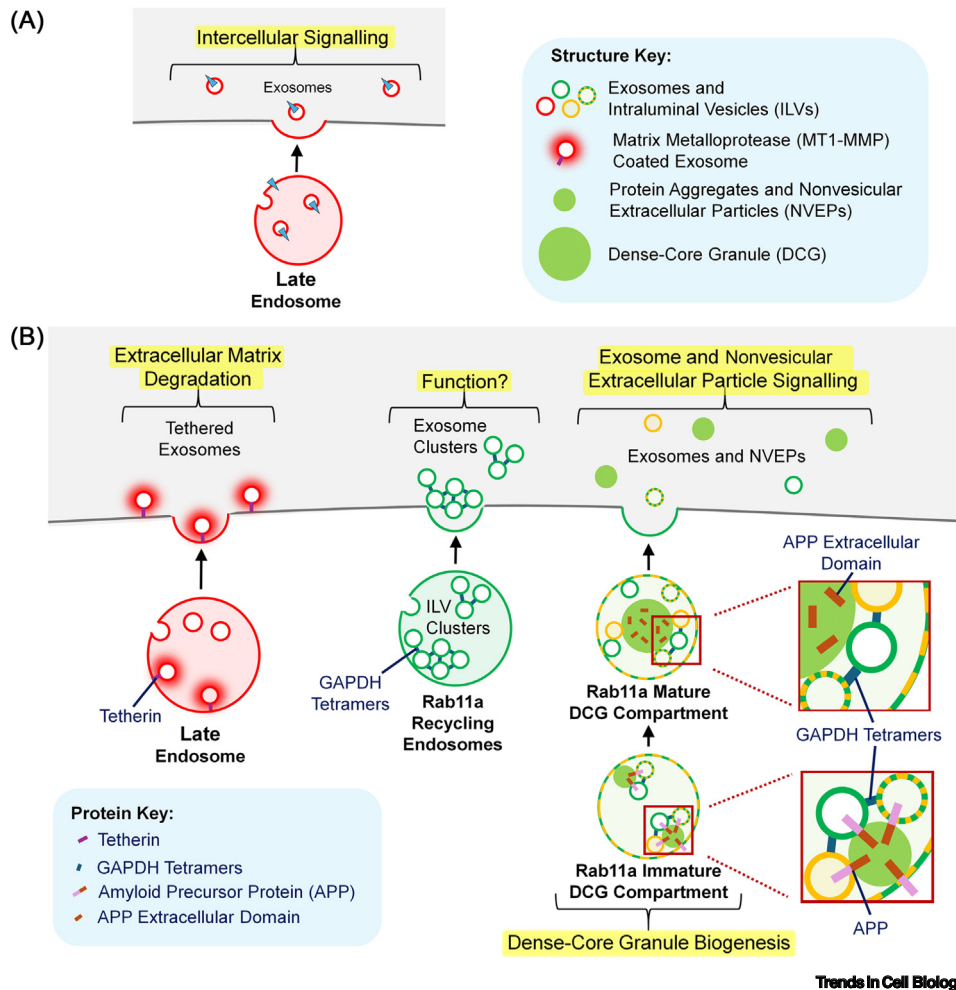 (A)
Intercellular Signalling
Exosomes
Late
Endosome
Structure Key:
Exosomes and
Intraluminal Vesicles (ILVs)
Matrix Metalloprotease (MT1-MMP)
Coated Exosome
Protein Aggregates and Nonvesicular
Extracellular Particles (NVEPs)
Dense-Core Granule (DCG)
(B)
Extracellular Matrix
Degradation
Tethered
Exosomes
Tetherin
Late
Endosome
Function?
Exosome
Clusters
ILV
Clusters
GAPDH
Tetramers
Rab11a
Recycling
Endosomes
Exosome and Nonvesicular
Extracellular Particle Signalling
Exosomes and NVEPs
APP Extracellular
Domain
Rab11a Mature
DCG Compartment
GAPDH Tetramers
Rab11a Immature
DCG Compartment
APP
Dense-Core Granule Biogenesis
Protein Key:
Tetherin
GAPDH Tetramers
Amyloid Precursor Protein (APP)
APP Extracellular Domain
Trends in Cell Biology